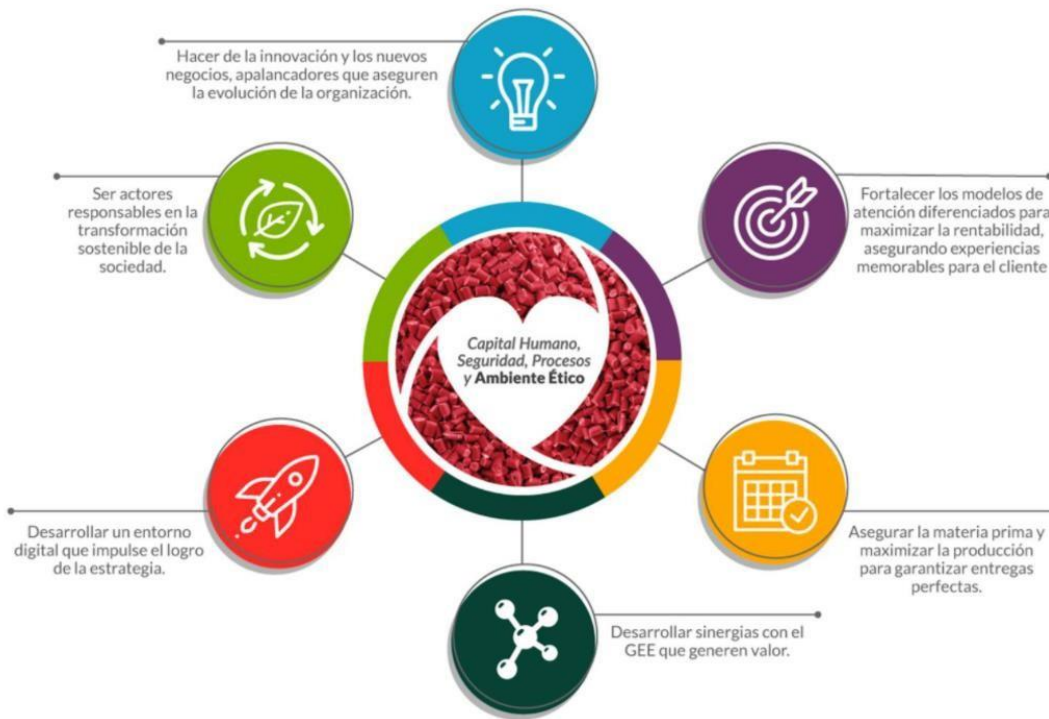 Hacer de la innovación y los nuevos
negocios, apalancadores que aseguren
la evolución de la organización.
Ser actores
responsables en la
transformación
sostenible de la
sociedad.
Fortalecer los modelos de
atención diferenciados para
maximizar la rentabilidad,
asegurando experiencias
memorables para el cliente
Capital Humano,
Seguridad, Procesos
y Ambiente Ético
Desarrollar un entorno
digital que impulse el logro
de la estrategia.
Asegurar la materia prima y
maximizar la producción
para garantizar entregas
perfectas.
Desarrollar sinergias con el
GEE que generen valor.